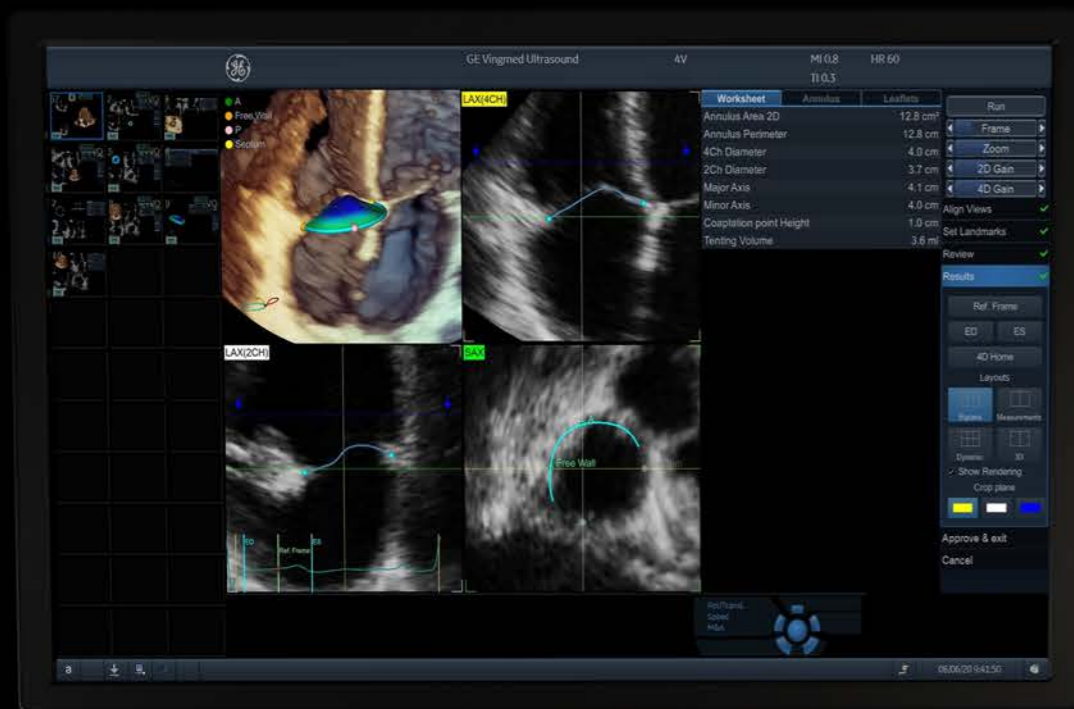 GE Vingmed Ultrasound
4V
MI 0.8
HR 60
TI 0.3
A
Free Wall
P
Septum
LAX(4CH)
LAX(2CH)
ED
Ref. Frame
ES
SAX
A
Free Wall
Worksheet Annulus Leaflets
Annulus Area 2D 12.8 cm²
Annulus Perimeter 12.8 cm
4Ch Diameter 4.0 cm
2Ch Diameter 3.7 cm
Major Axis 4.1 cm
Minor Axis 4.0 cm
Coaptation point Height 1.0 cm
Tenting Volume 3.6 ml
Run
Frame
Zoom
2D Gain
4D Gain
Align Views
Set Landmarks
Review
Results
Ref. Frame
ED ES
4D Home
Layouts
Measurements
Dynamic 3D
Show Rendering
Crop plane
Approve & exit
Cancel
Speed
a
06/06/20 9:41:50